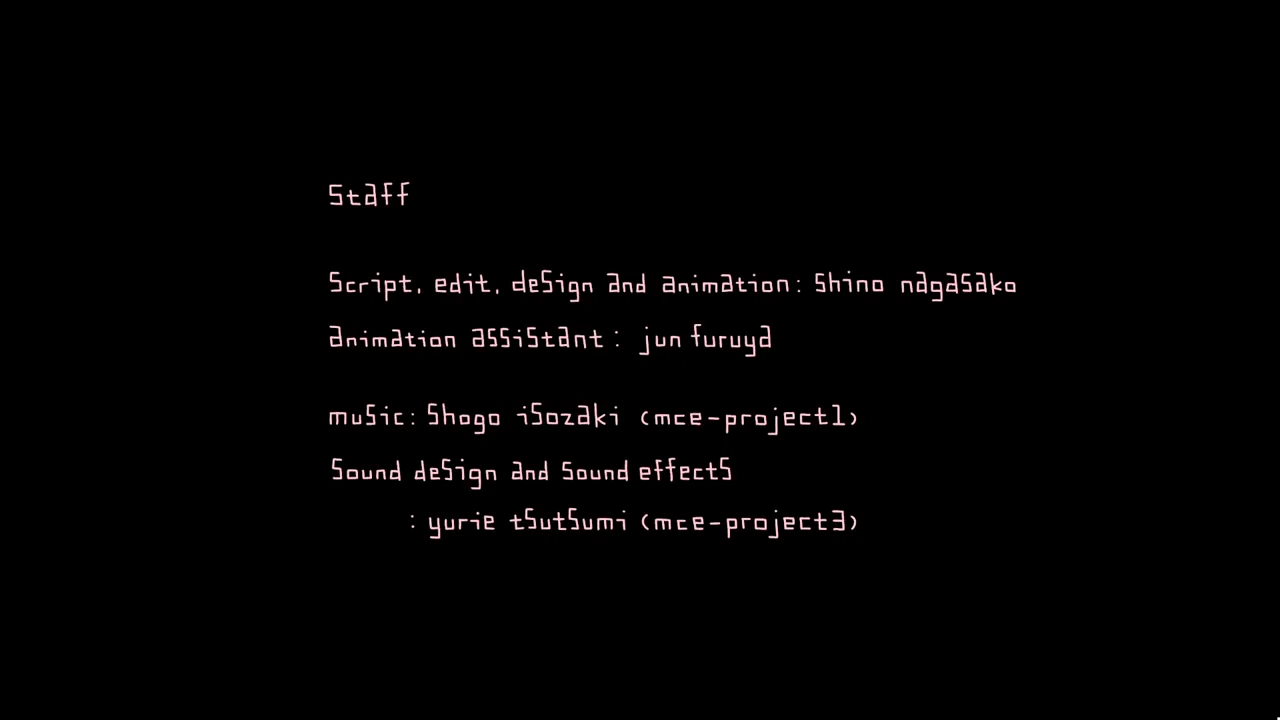 Staff
Script, edit, design and animation: Shino nagasako
animation assistant: jun furuya
music: Shogo isozaki (mce-project1)
Sound design and Sound effects
: yurie tsutsumi (mce-project3)